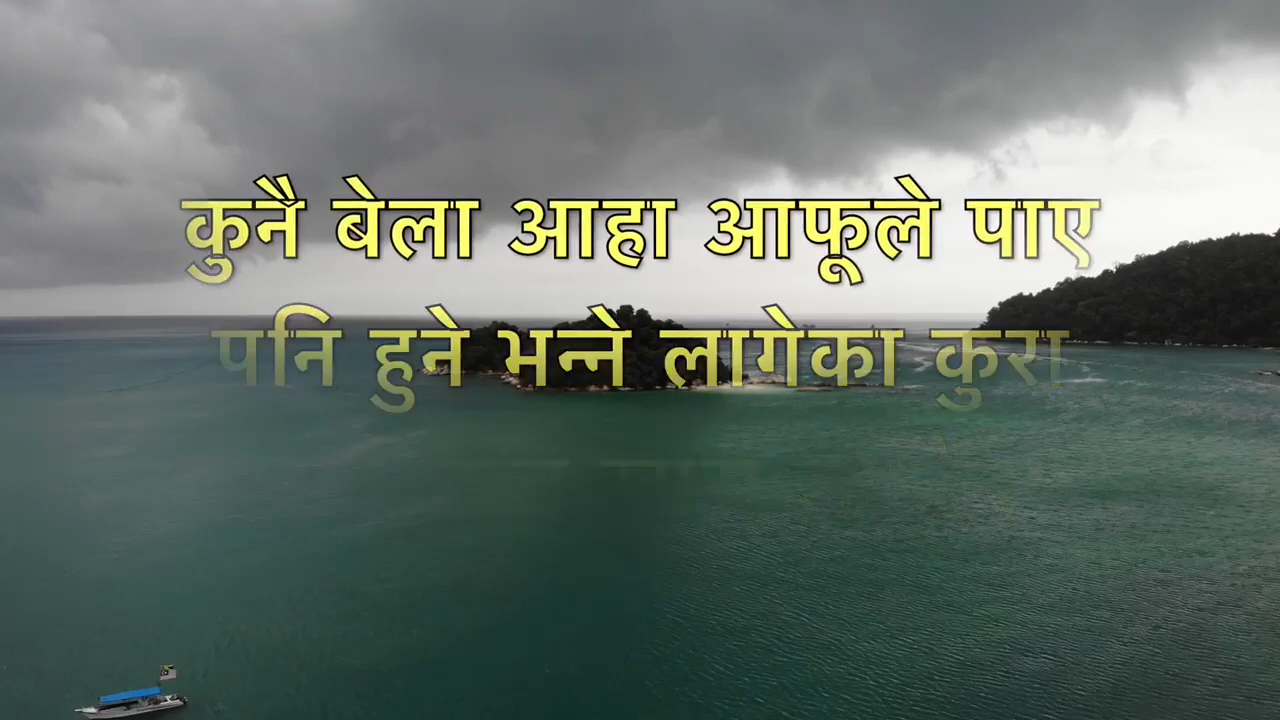 कुनै बेला आहा आफूले पाए
पनि हुने भन्ने लागेका कुरा